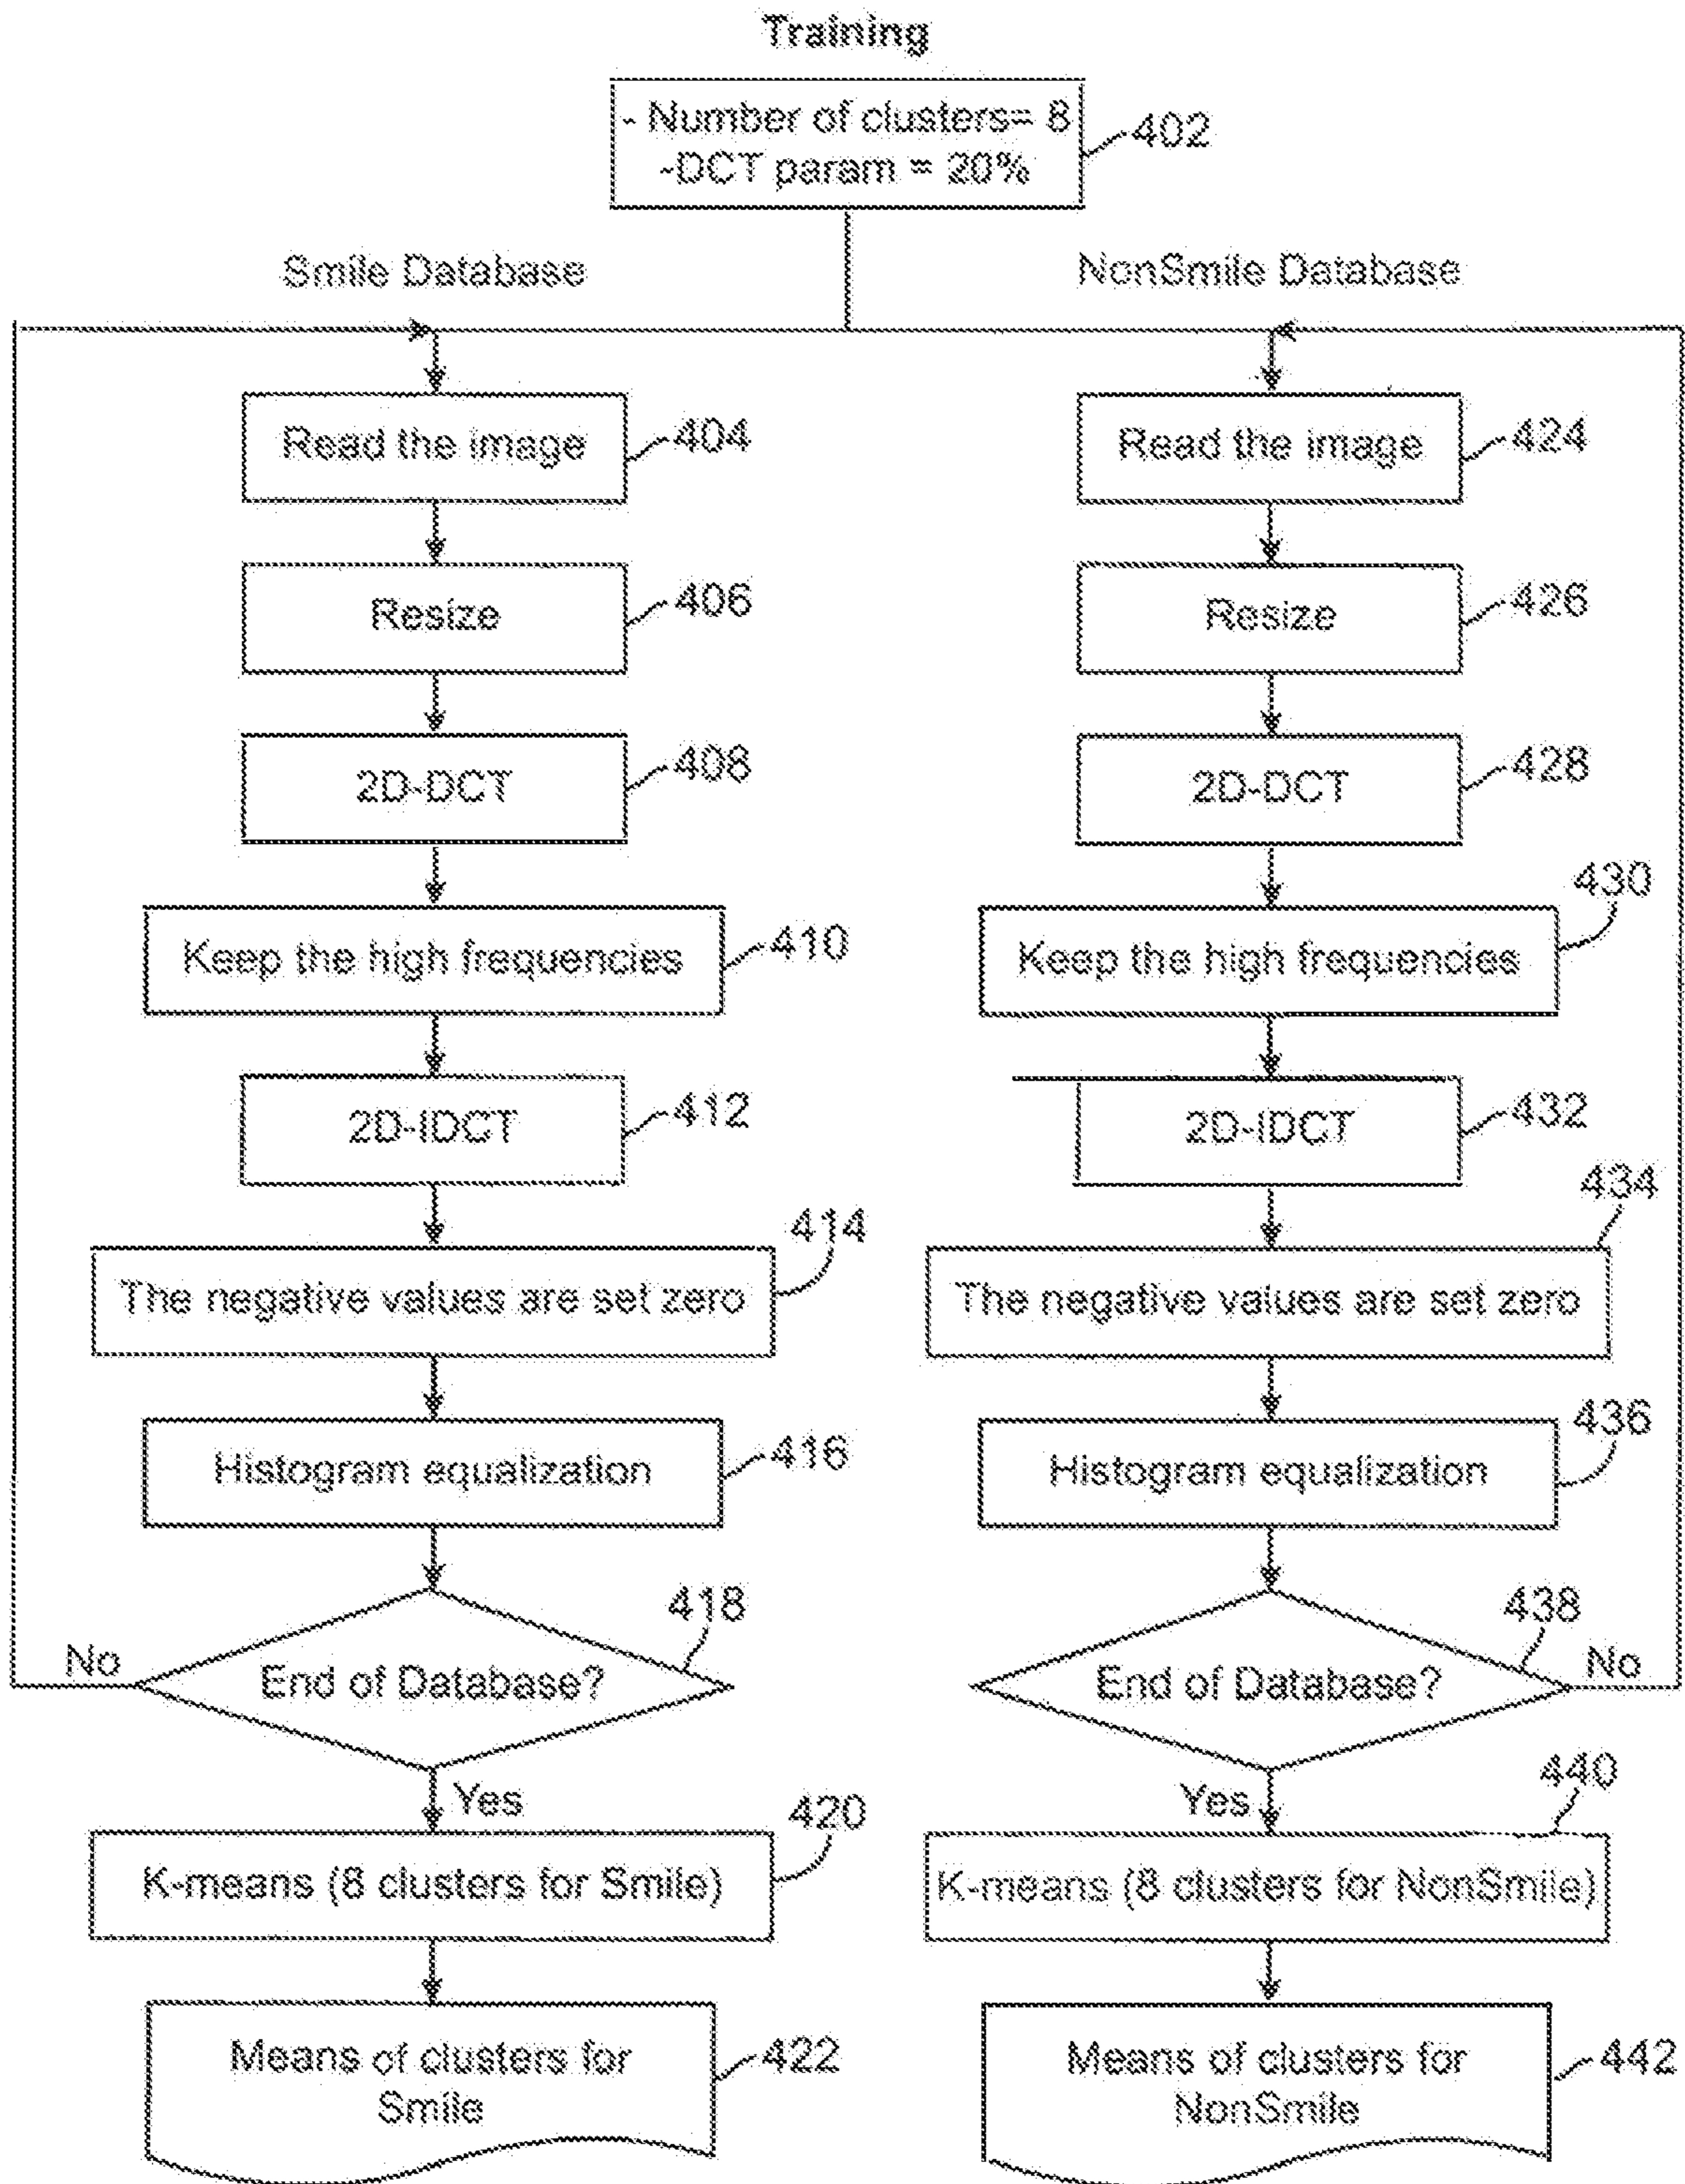 Training
- Number of clusters= 8
-DCT param = 20%
402
Smile Database
NonSmile Database
Read the image
404
Read the image
424
Resize
406
Resize
426
2D-DCT
408
2D-DCT
428
Keep the high frequencies
410
Keep the high frequencies
430
2D-IDCT
412
2D-IDCT
432
The negative values are set zero
414
The negative values are set zero
434
Histogram equalization
416
Histogram equalization
436
End of Database?
418
No
End of Database?
438
No
Yes
Yes
K-means (8 clusters for Smile)
420
K-means (8 clusters for NonSmile)
440
Means of clusters for
Smile
422
Means of clusters for
NonSmile
442